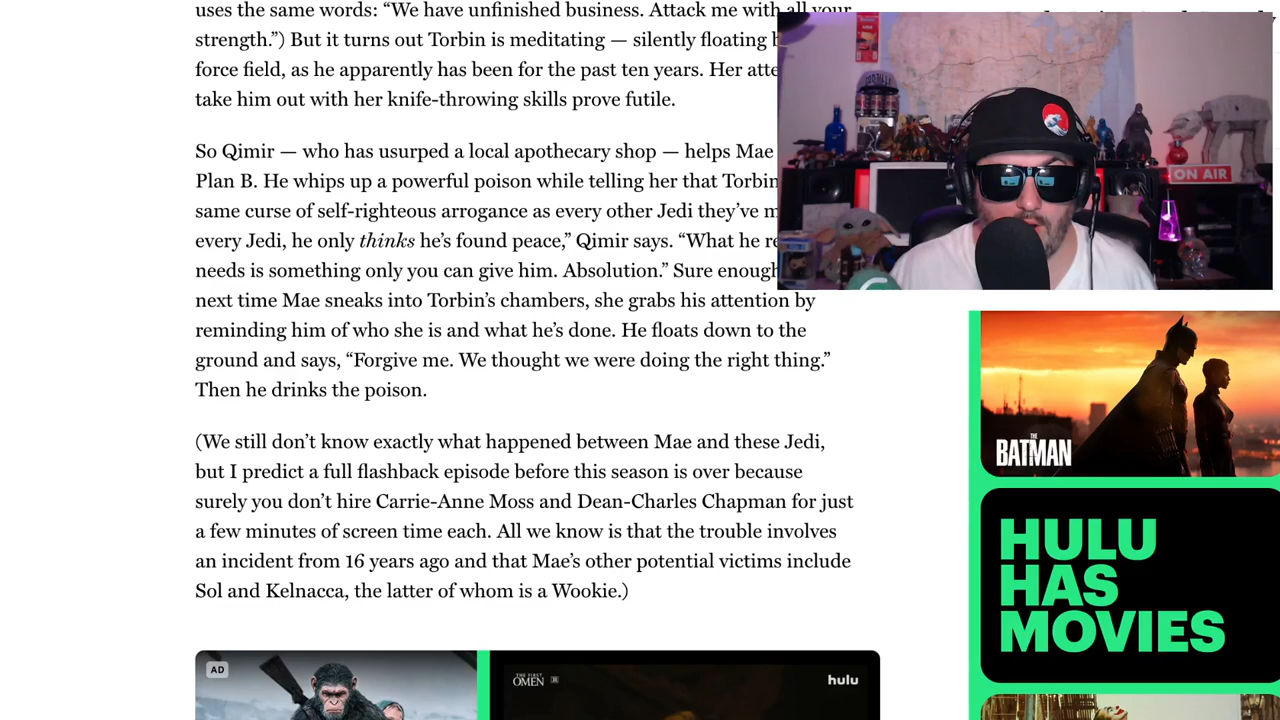 uses the same words: “We have unfinished business. Attack me with all your
strength.”) But it turns out Torbin is meditating — silently floating
force field, as he apparently has been for the past ten years. Her
take him out with her knife-throwing skills prove futile.
So Qimir — who has usurped a local apothecary shop — helps Mae
Plan B. He whips up a powerful poison while telling her that Torbin
same curse of self-righteous arrogance as every other Jedi they’ve
every Jedi, he only thinks he’s found peace,” Qimir says. “What he
needs is something only you can give him. Absolution.” Sure enough
next time Mae sneaks into Torbin’s chambers, she grabs his attention by
reminding him of who she is and what he’s done. He floats down to the
ground and says, “Forgive me. We thought we were doing the right thing.”
Then he drinks the poison.
(We still don’t know exactly what happened between Mae and these Jedi,
but I predict a full flashback episode before this season is over because
surely you don’t hire Carrie-Anne Moss and Dean-Charles Chapman for just
a few minutes of screen time each. All we know is that the trouble involves
an incident from 16 years ago and that Mae’s other potential victims include
Sol and Kelnacca, the latter of whom is a Wookie.)
ON AIR
THE
BATMAN
HULU
HAS
MOVIES
AD
THE FIRST
OMEN
hulu